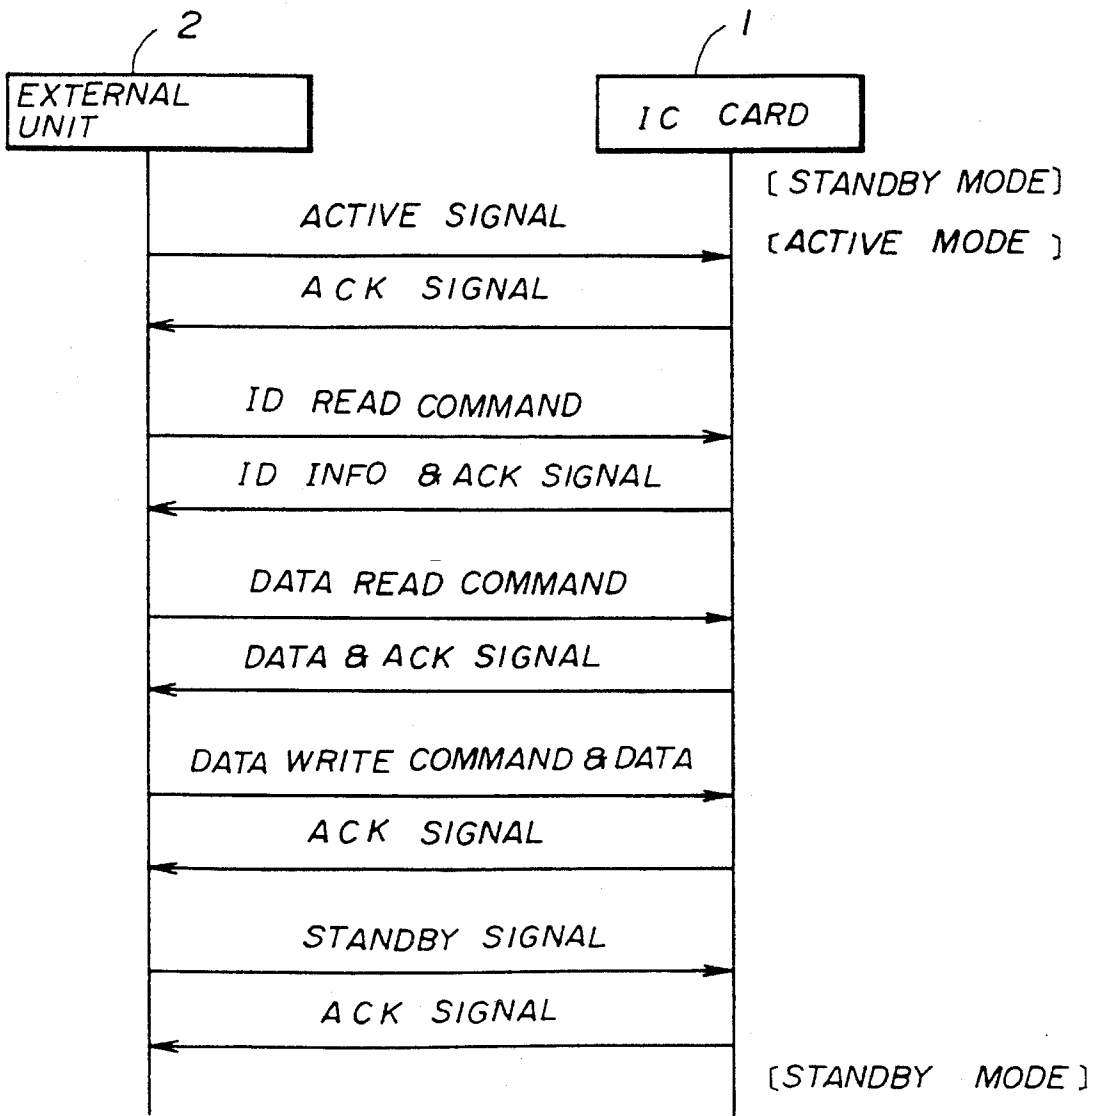 2
1
EXTERNAL
UNIT
IC CARD
[STANDBY MODE]
ACTIVE SIGNAL
[ACTIVE MODE]
ACK SIGNAL
ID READ COMMAND
ID INFO & ACK SIGNAL
DATA READ COMMAND
DATA & ACK SIGNAL
DATA WRITE COMMAND & DATA
ACK SIGNAL
STANDBY SIGNAL
ACK SIGNAL
[STANDBY MODE]